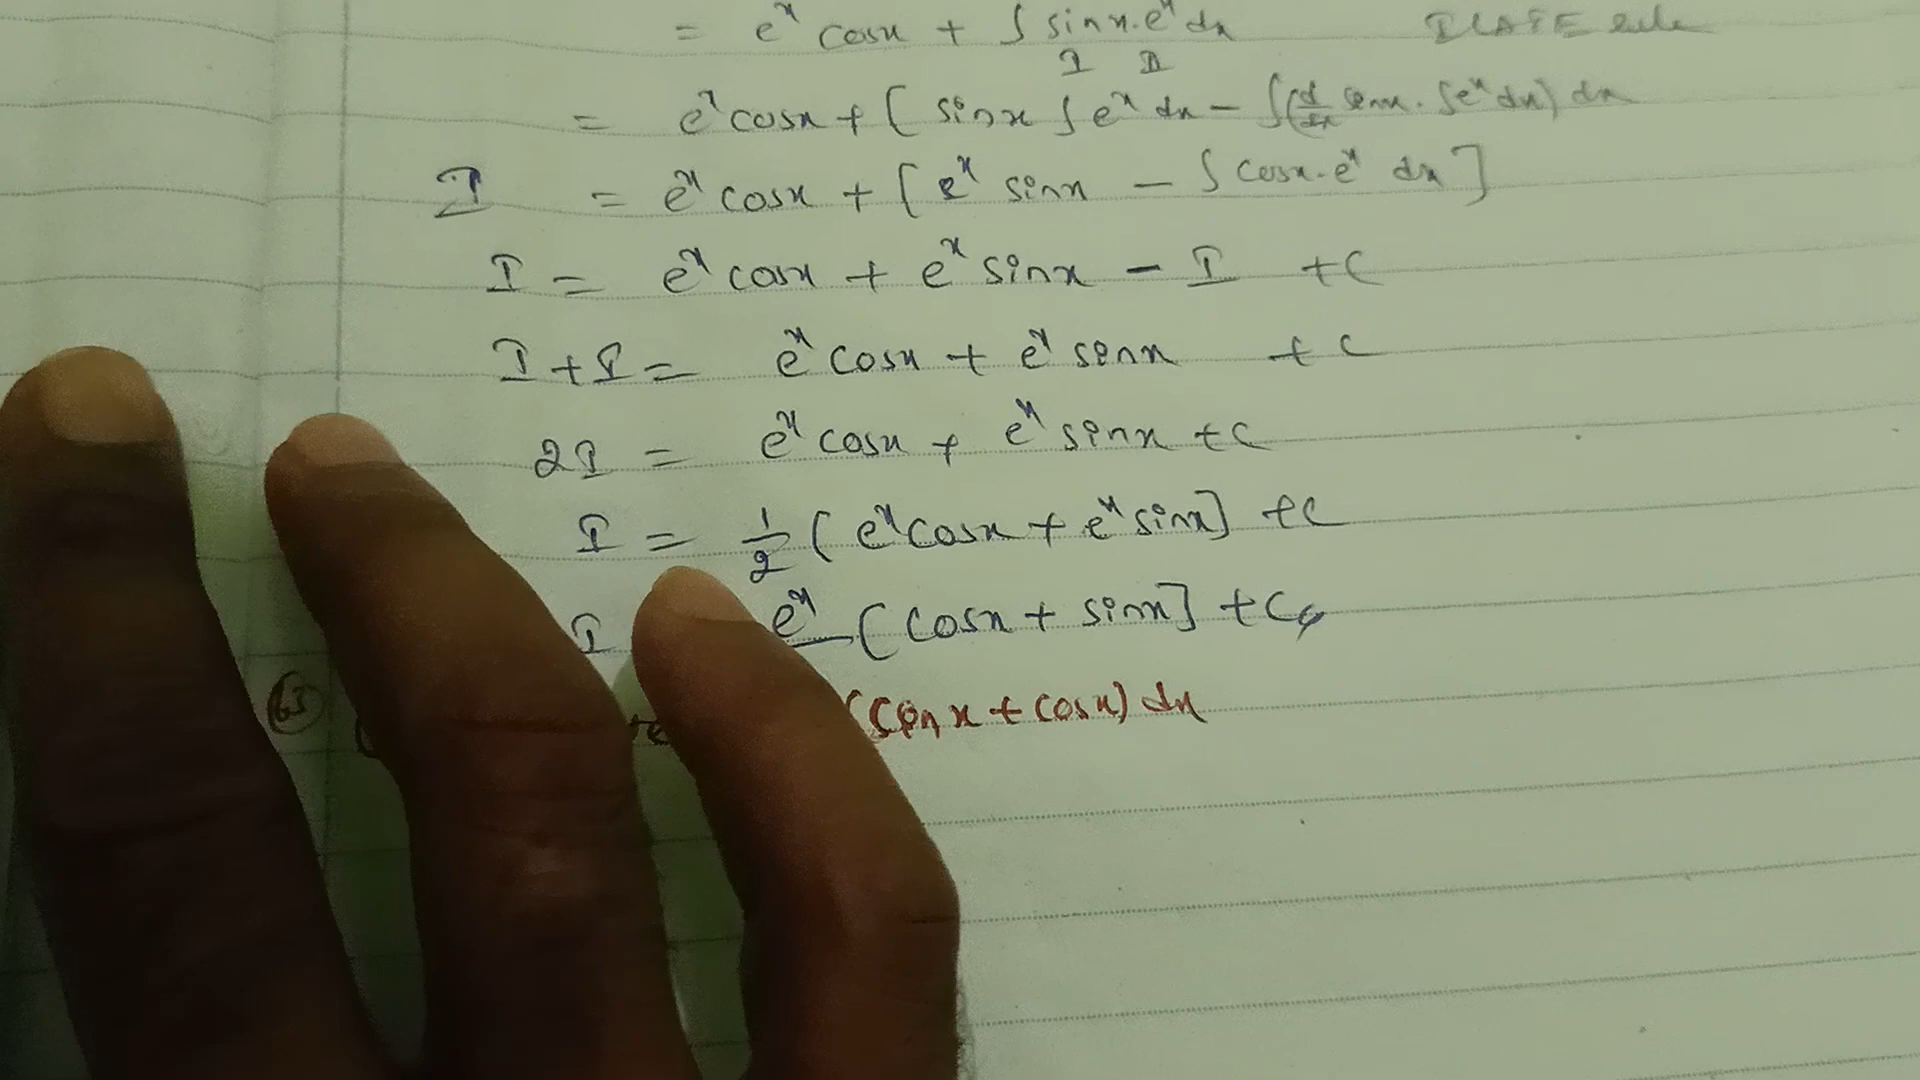 = eˣ cosx + ∫ sinx.eˣ dx ILATE rule
I II
= eˣ cosx + [ sinx ∫ eˣ dx - ∫(d/dx sinx . ∫eˣ dx) dx
I = eˣ cosx + [ eˣ sinx - ∫ cosx.eˣ dx ]
I = eˣ cosx + eˣ sinx - I + C
I + I = eˣ cosx + eˣ sinx + C
2I = eˣ cosx + eˣ sinx + C
I = 1/2 ( eˣ cosx + eˣ sinx ] + C
I eˣ ( cosx + sinx ] + C
65 (sinx + cosx) dx